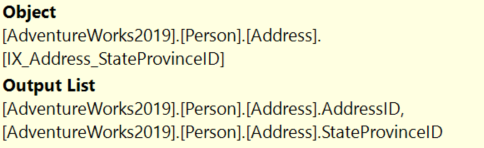 Object
[AdventureWorks2019].[Person].[Address].
[IX_Address_StateProvinceID]
Output List
[AdventureWorks2019].[Person].[Address].AddressID,
[AdventureWorks2019].[Person].[Address].StateProvinceID